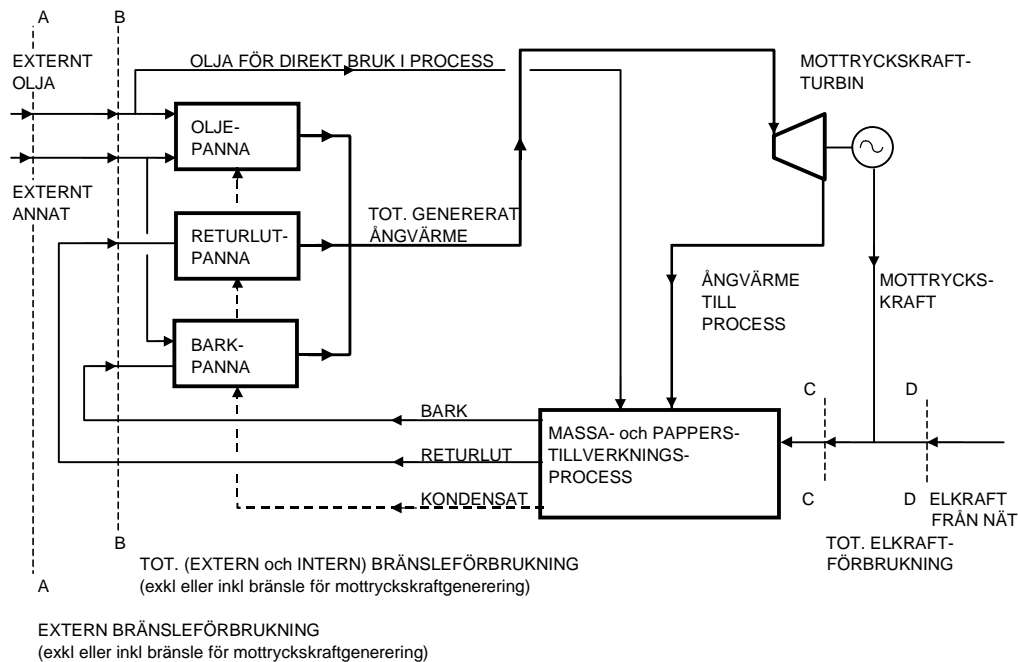 A
B
EXTERNT
OLJA
OLJA FÖR DIREKT BRUK I PROCESS
MOTTRYCKSKRAFT-
TURBIN
OLJE-
PANNA
EXTERNT
ANNAT
TOT. GENERERAT
ÅNGVÄRME
RETURLUT-
PANNA
ÅNGVÄRME
TILL
PROCESS
MOTTRYCKS-
KRAFT
BARK-
PANNA
C
D
BARK
MASSA- och PAPPERS-
TILLVERKNINGS-
PROCESS
RETURLUT
KONDENSAT
C
D
ELKRAFT
FRÅN NÄT
TOT. ELKRAFT-
FÖRBRUKNING
B
TOT. (EXTERN och INTERN) BRÄNSLEFÖRBRUKNING
(exkl eller inkl bränsle för mottryckskraftgenerering)
A
EXTERN BRÄNSLEFÖRBRUKNING
(exkl eller inkl bränsle för mottryckskraftgenerering)